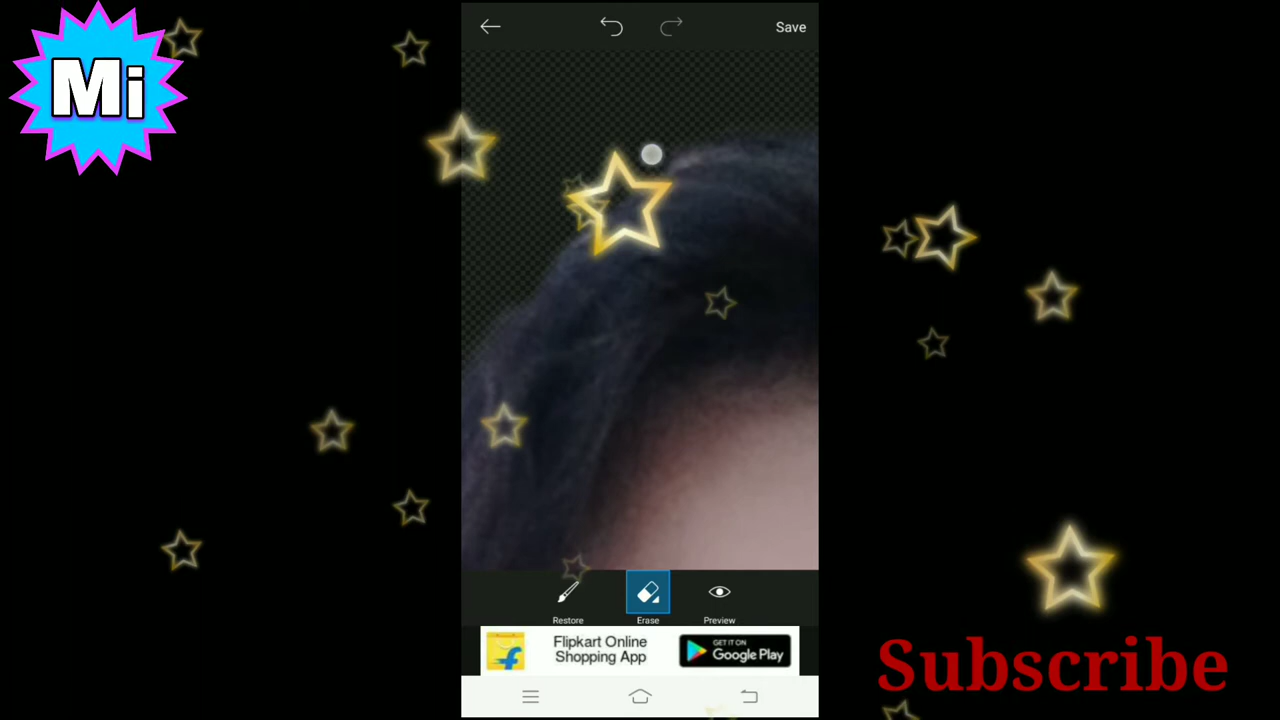 Mi
Save
Restore
Erase
Preview
Flipkart Online
Shopping App
GET IT ON
Google Play
Subscribe